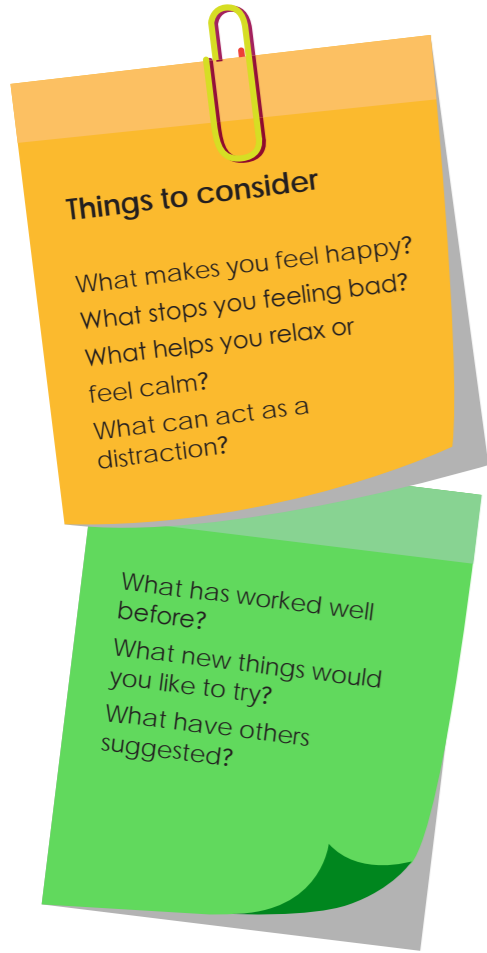 Things to consider
What makes you feel happy?
What stops you feeling bad?
What helps you relax or
feel calm?
What can act as a
distraction?
What has worked well
before?
What new things would
you like to try?
What have others
suggested?